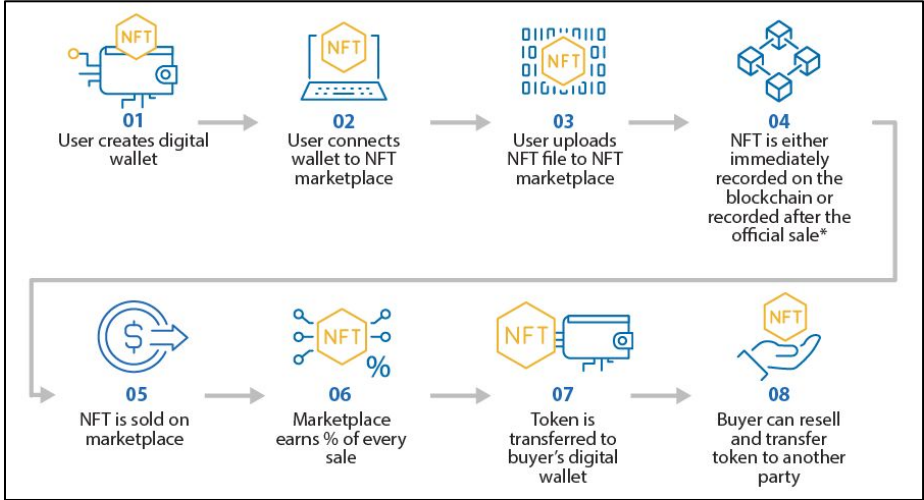 NFT
01
User creates digital
wallet
NFT
02
User connects
wallet to NFT
marketplace
NFT
03
User uploads
NFT file to NFT
marketplace
04
NFT is either
immediately
recorded on the
blockchain or
recorded after the
official sale*
$
05
NFT is sold on
marketplace
NFT
%
06
Marketplace
earns % of every
sale
NFT
07
Token is
transferred to
buyer's digital
wallet
NFT
08
Buyer can resell
and transfer
token to another
party